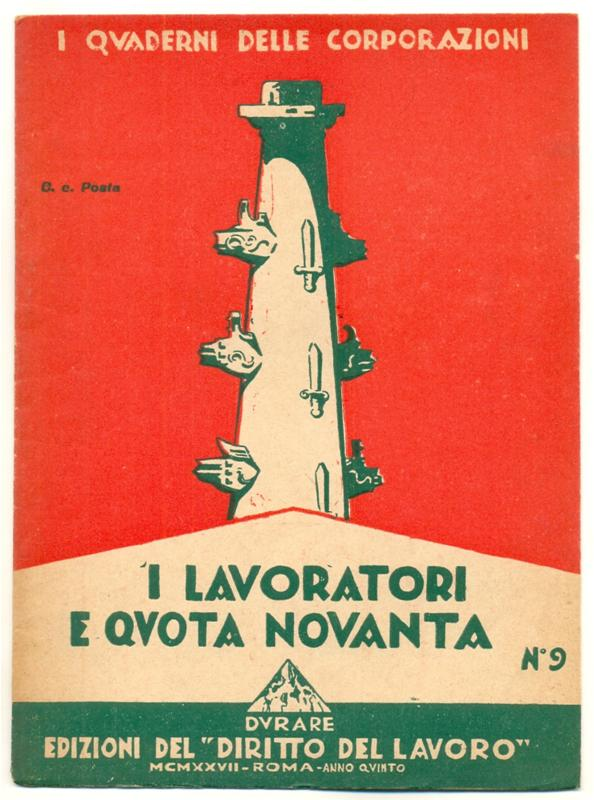 I QVADERNI DELLE CORPORAZIONI
C. c. Posta
I LAVORATORI
E QVOTA NOVANTA
N° 9
DVRARE
EDIZIONI DEL "DIRITTO DEL LAVORO"
MCMXXVII - ROMA - ANNO QVINTO